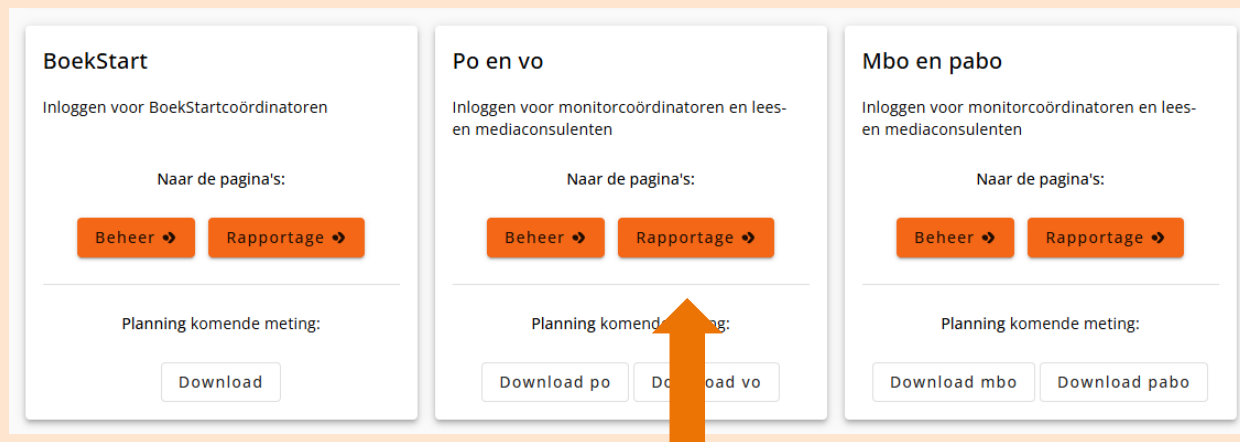 BoekStart
Inloggen voor BoekStartcoördinatoren
Naar de pagina's:
Beheer
Rapportage
Planning komende meting:
Download
Po en vo
Inloggen voor monitorcoördinatoren en lees-
en mediaconsulenten
Naar de pagina's:
Beheer
Rapportage
Planning
Download po
vo
Mbo en pabo
Inloggen voor monitorcoördinatoren en lees-
en mediaconsulenten
Naar de pagina's:
Beheer
Rapportage
Planning komende meting:
Download mbo
Download pabo